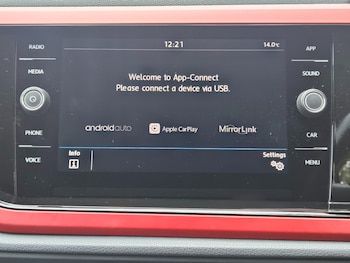 RADIO
12:21
14.0°C
APP
MEDIA
SOUND
Welcome to App-Connect
Please connect a device via USB.
androidauto
Apple CarPlay
MirrorLink
PHONE
CAR
Info
Settings
VOICE
MENU